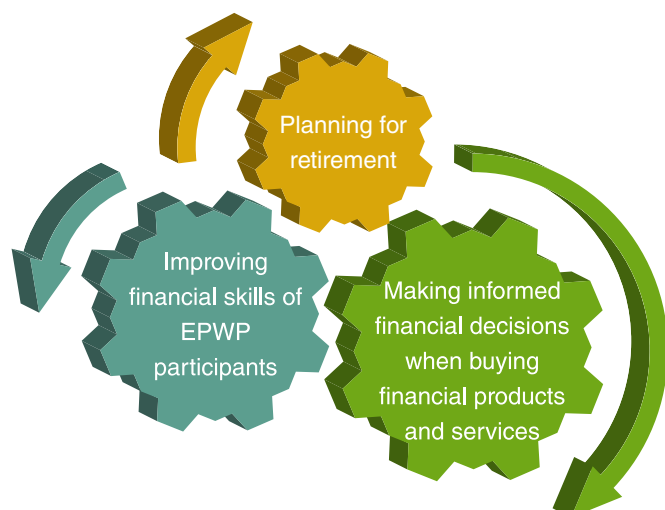 Planning for
retirement
Improving
financial skills of
EPWP
participants
Making informed
financial decisions
when buying
financial products
and services